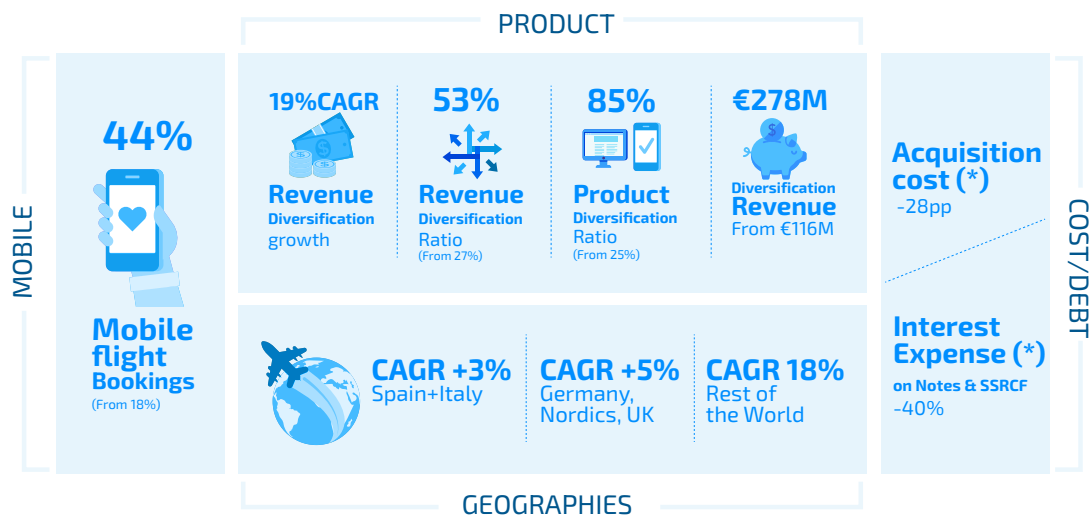 PRODUCT
MOBILE
44%
Mobile
flight
Bookings
(From 18%)
19%CAGR
Revenue
Diversification
growth
53%
Revenue
Diversification
Ratio
(From 27%)
85%
Product
Diversification
Ratio
(From 25%)
€278M
Diversification
Revenue
From €116M
CAGR +3%
Spain+Italy
CAGR +5%
Germany,
Nordics, UK
CAGR 18%
Rest of
the World
Acquisition
cost (*)
-28pp
Interest
Expense (*)
on Notes & SSRCF
-40%
COST/DEBT
GEOGRAPHIES